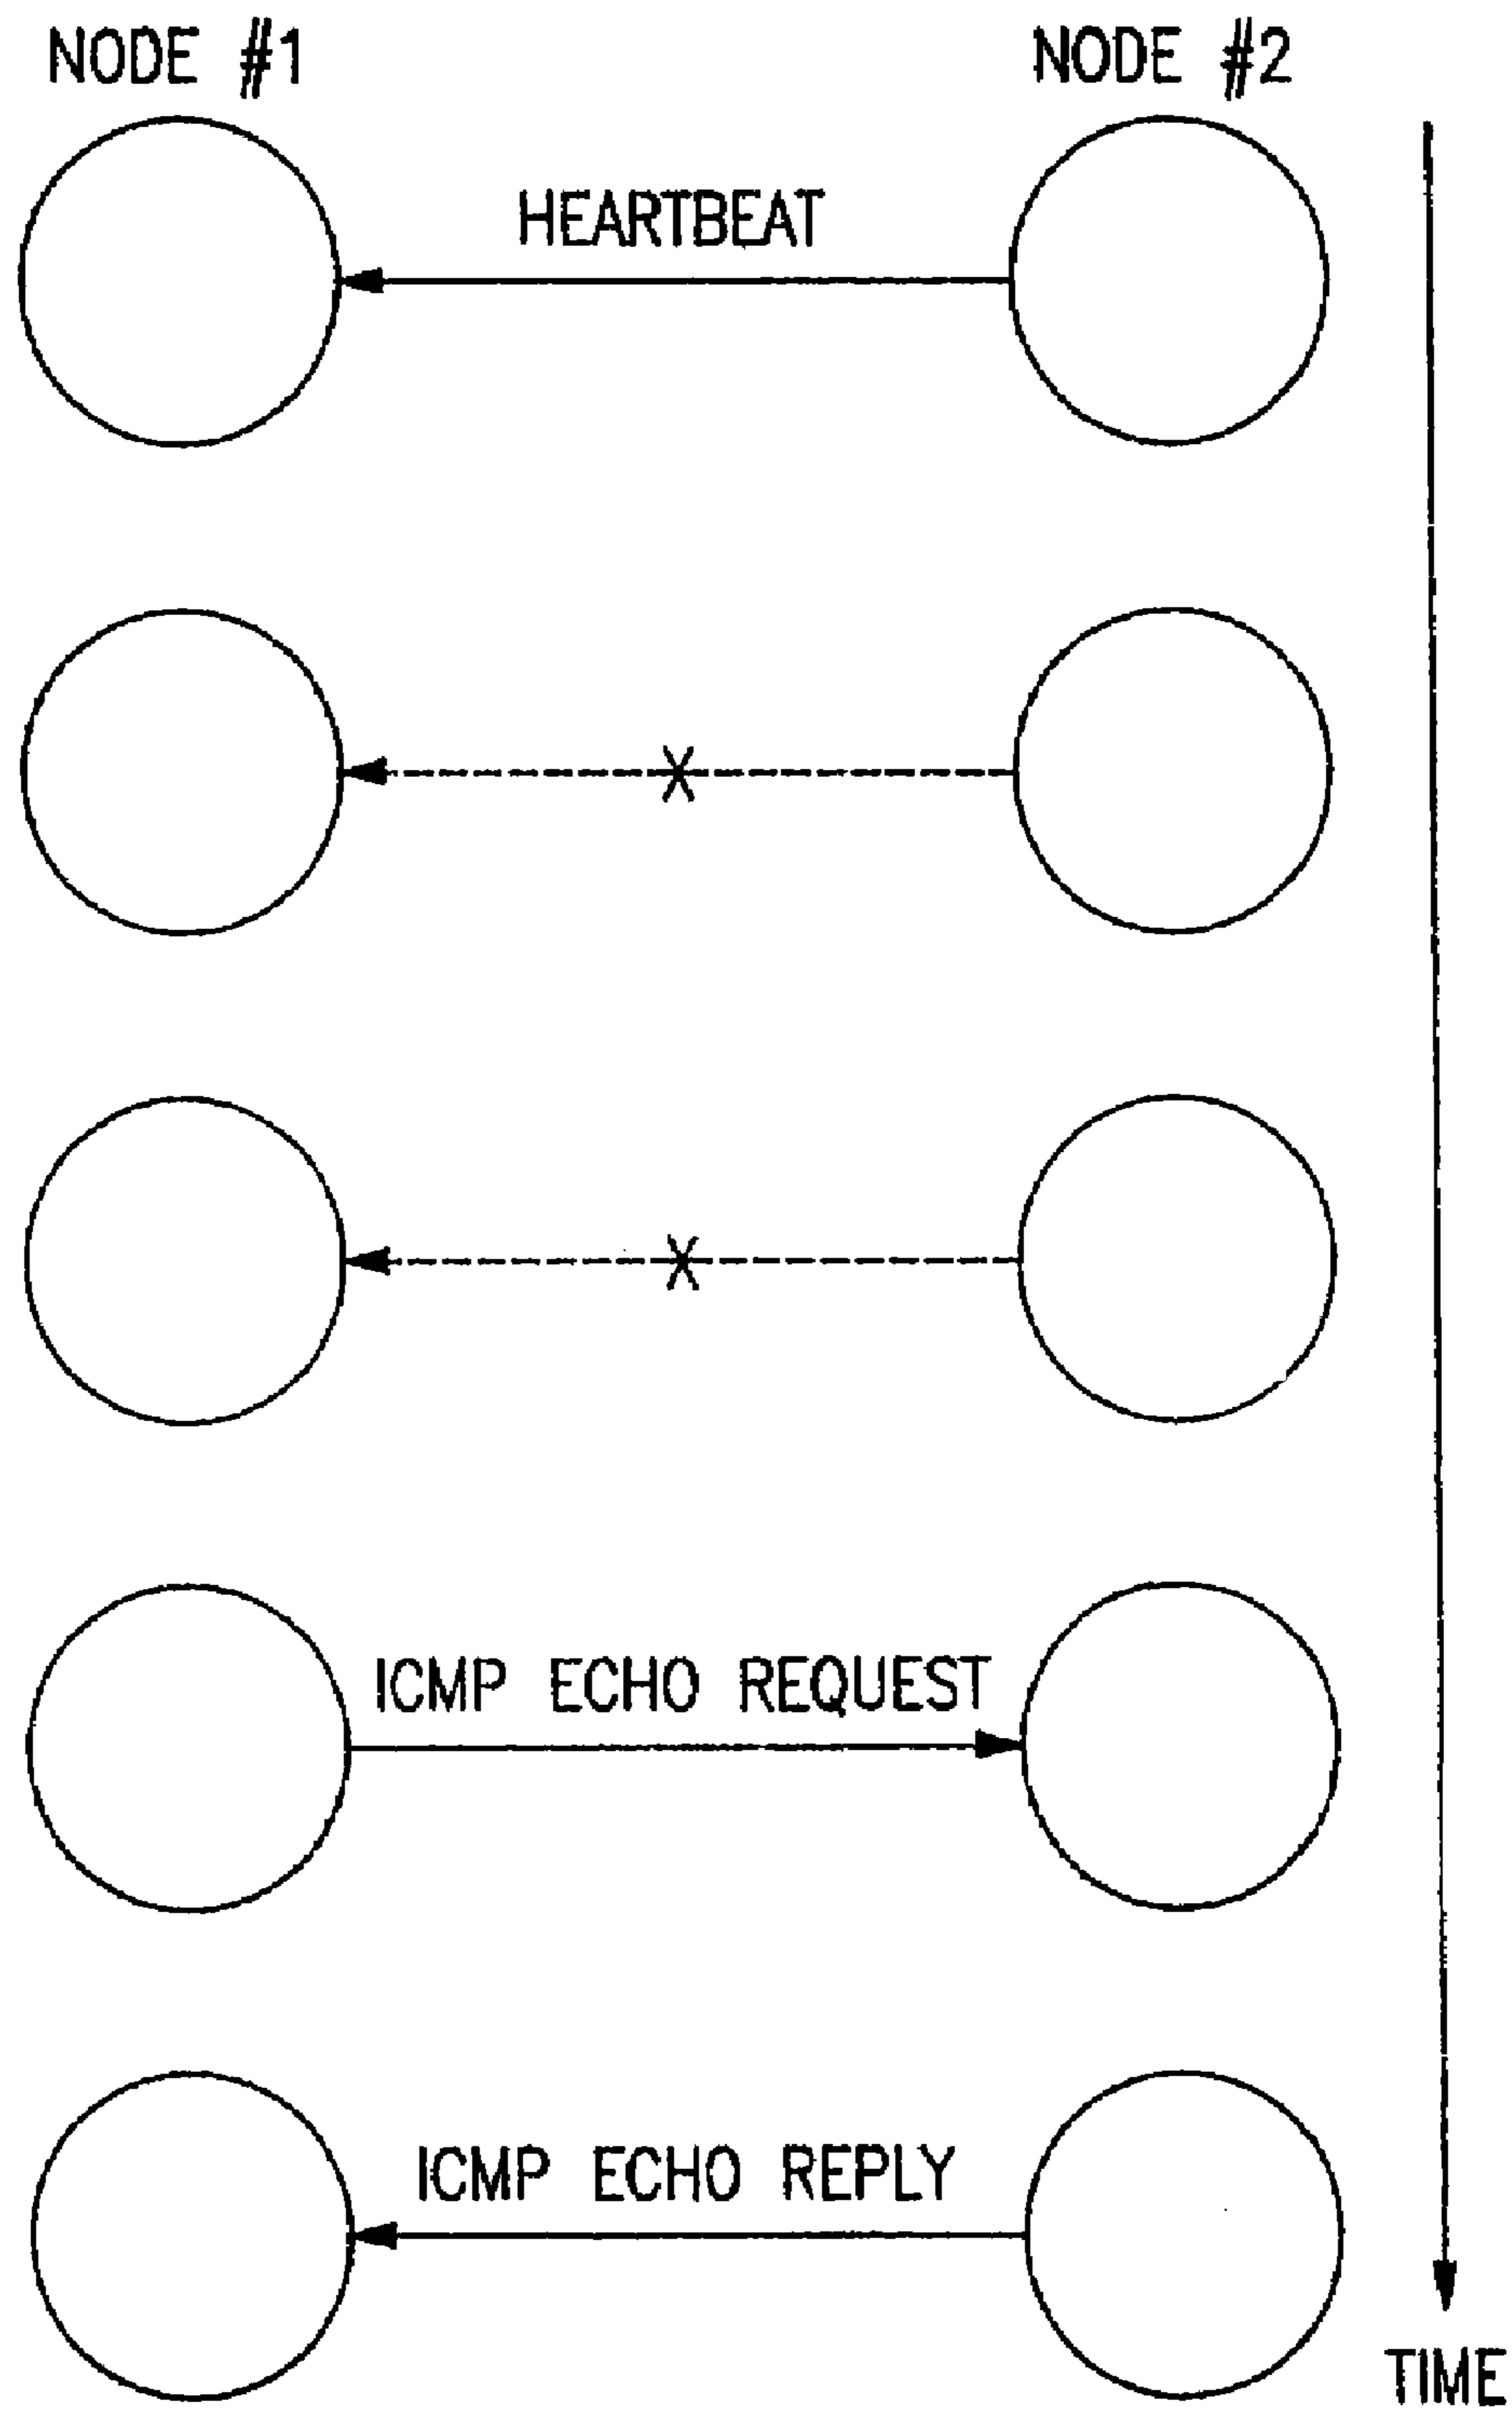 NODE #1 NODE #2
HEARTBEAT
X
X
ICMP ECHO REQUEST
ICMP ECHO REPLY
TIME